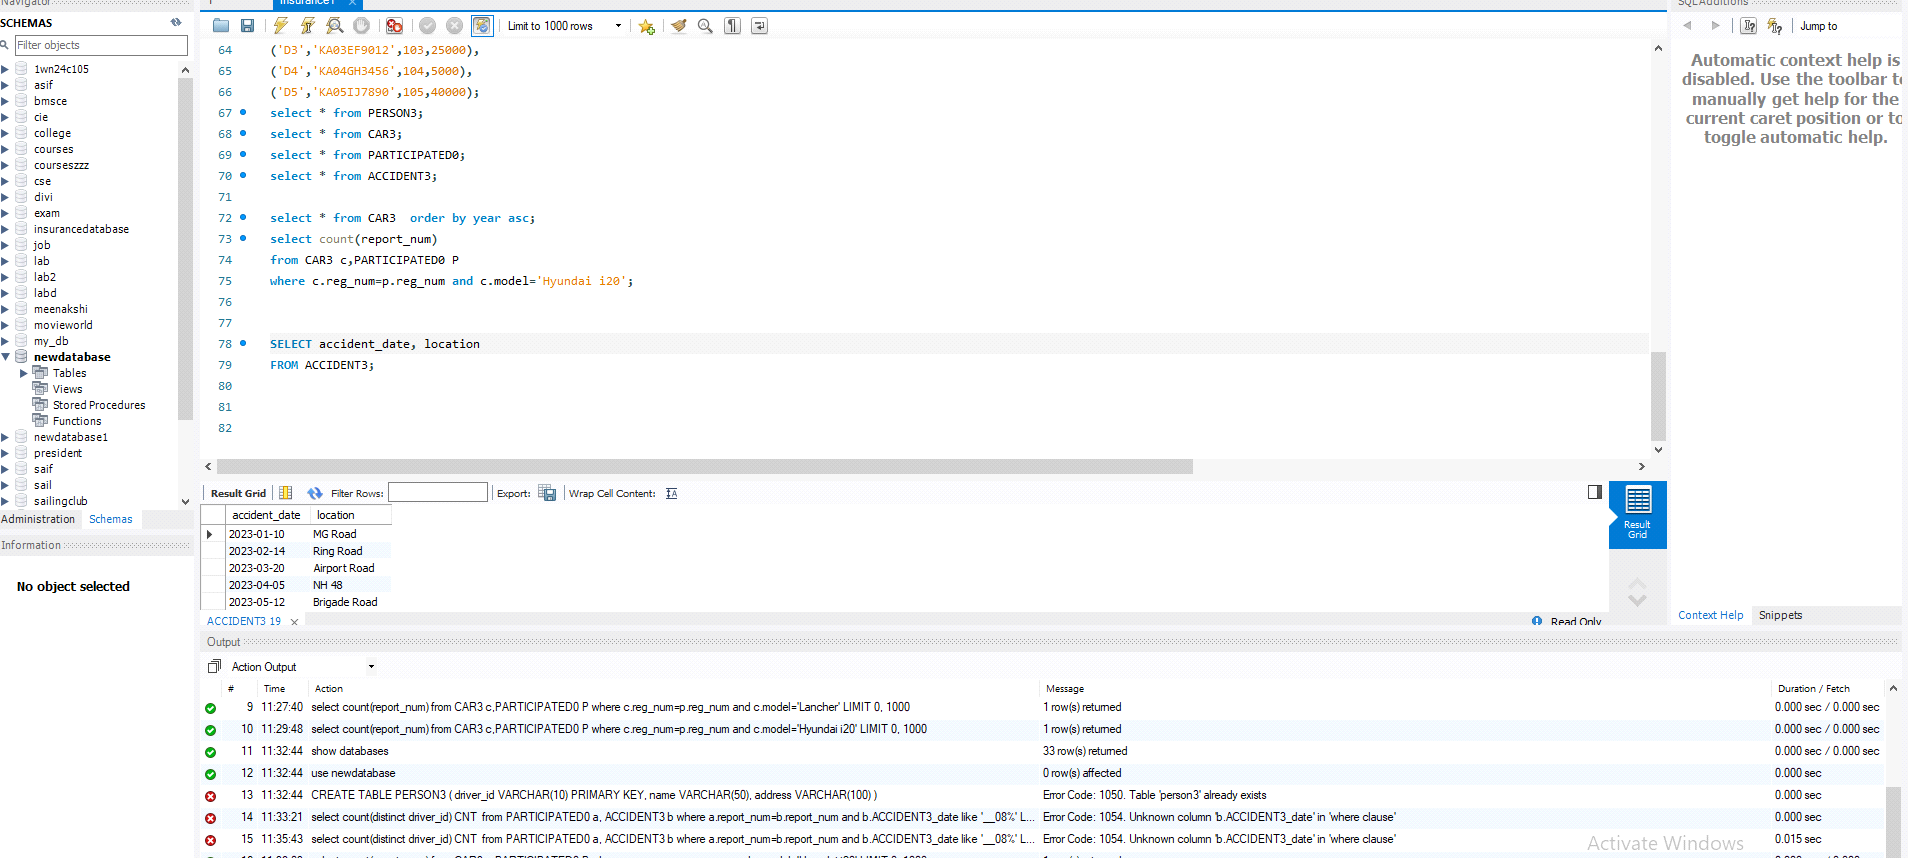 Navigator
SCHEMAS
Filter objects
1wn24c105
asif
bmsce
cie
college
courses
courseszzz
cse
divi
exam
insurancedatabase
job
lab
lab2
labd
meenakshi
movieworld
my_db
newdatabase
Tables
Views
Stored Procedures
Functions
newdatabase1
president
saif
sail
sailingclub
Administration Schemas
Information
No object selected
insurance1
Limit to 1000 rows
64 ('D3','KA03EF9012',103,25000),
65 ('D4','KA04GH3456',104,5000),
66 ('D5','KA05IJ7890',105,40000);
67 select * from PERSON3;
68 select * from CAR3;
69 select * from PARTICIPATED0;
70 select * from ACCIDENT3;
71
72 select * from CAR3  order by year asc;
73 select count(report_num)
74 from CAR3 c,PARTICIPATED0 P
75 where c.reg_num=p.reg_num and c.model='Hyundai i20';
76
77
78 SELECT accident_date, location
79 FROM ACCIDENT3;
80
81
82
Result Grid Filter Rows: Export: Wrap Cell Content:
accident_date location
2023-01-10 MG Road
2023-02-14 Ring Road
2023-03-20 Airport Road
2023-04-05 NH 48
2023-05-12 Brigade Road
Result
Grid
ACCIDENT3 19 Read Only
SQLAdditions
Jump to
Automatic context help is
disabled. Use the toolbar to
manually get help for the
current caret position or to
toggle automatic help.
Context Help Snippets
Output
Action Output
# Time Action Message Duration / Fetch
9 11:27:40 select count(report_num) from CAR3 c,PARTICIPATED0 P where c.reg_num=p.reg_num and c.model='Lancher' LIMIT 0, 1000 1 row(s) returned 0.000 sec / 0.000 sec
10 11:29:48 select count(report_num) from CAR3 c,PARTICIPATED0 P where c.reg_num=p.reg_num and c.model='Hyundai i20' LIMIT 0, 1000 1 row(s) returned 0.000 sec / 0.000 sec
11 11:32:44 show databases 33 row(s) returned 0.000 sec / 0.000 sec
12 11:32:44 use newdatabase 0 row(s) affected 0.000 sec
13 11:32:44 CREATE TABLE PERSON3 ( driver_id VARCHAR(10) PRIMARY KEY, name VARCHAR(50), address VARCHAR(100) ) Error Code: 1050. Table 'person3' already exists 0.000 sec
14 11:33:21 select count(distinct driver_id) CNT from PARTICIPATED0 a, ACCIDENT3 b where a.report_num=b.report_num and b.ACCIDENT3_date like '__08%' L... Error Code: 1054. Unknown column 'b.ACCIDENT3_date' in 'where clause' 0.000 sec
15 11:35:43 select count(distinct driver_id) CNT from PARTICIPATED0 a, ACCIDENT3 b where a.report_num=b.report_num and b.ACCIDENT3_date like '__08%' L... Error Code: 1054. Unknown column 'b.ACCIDENT3_date' in 'where clause' 0.015 sec
Activate Windows